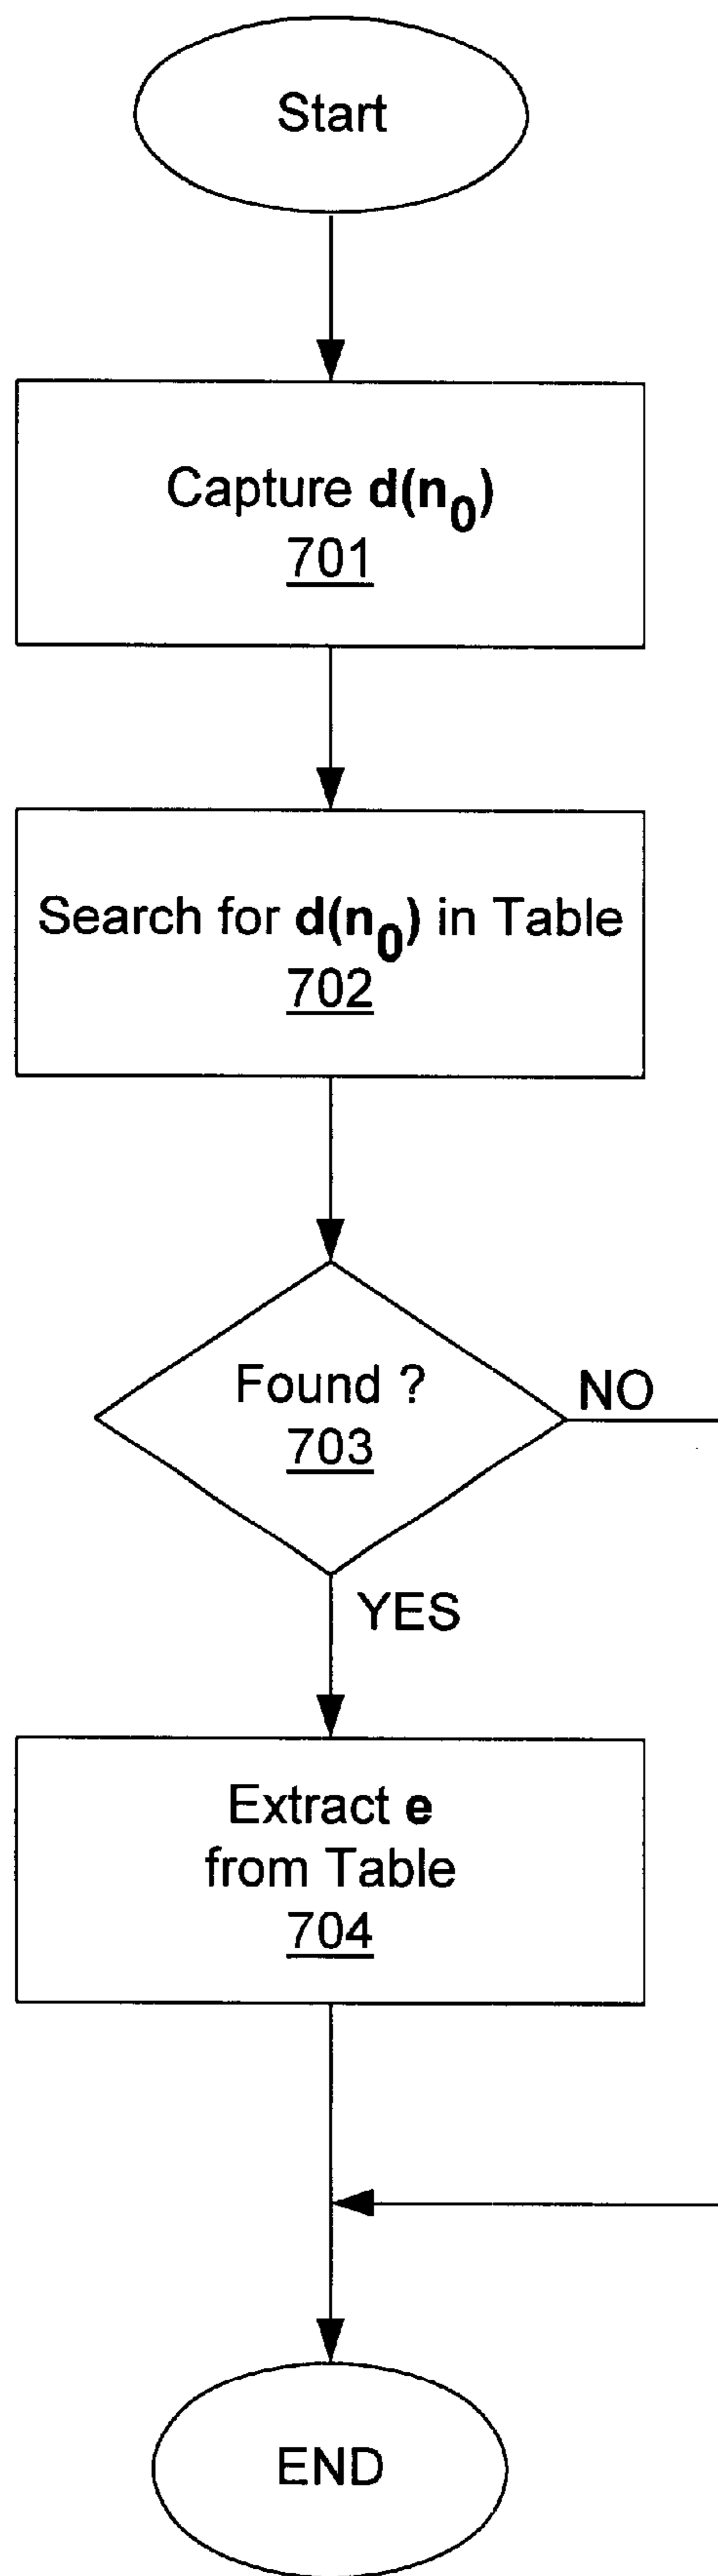 Start
Capture d(n₀)
701
Search for d(n₀) in Table
702
Found ?
703
NO
YES
Extract e
from Table
704
END